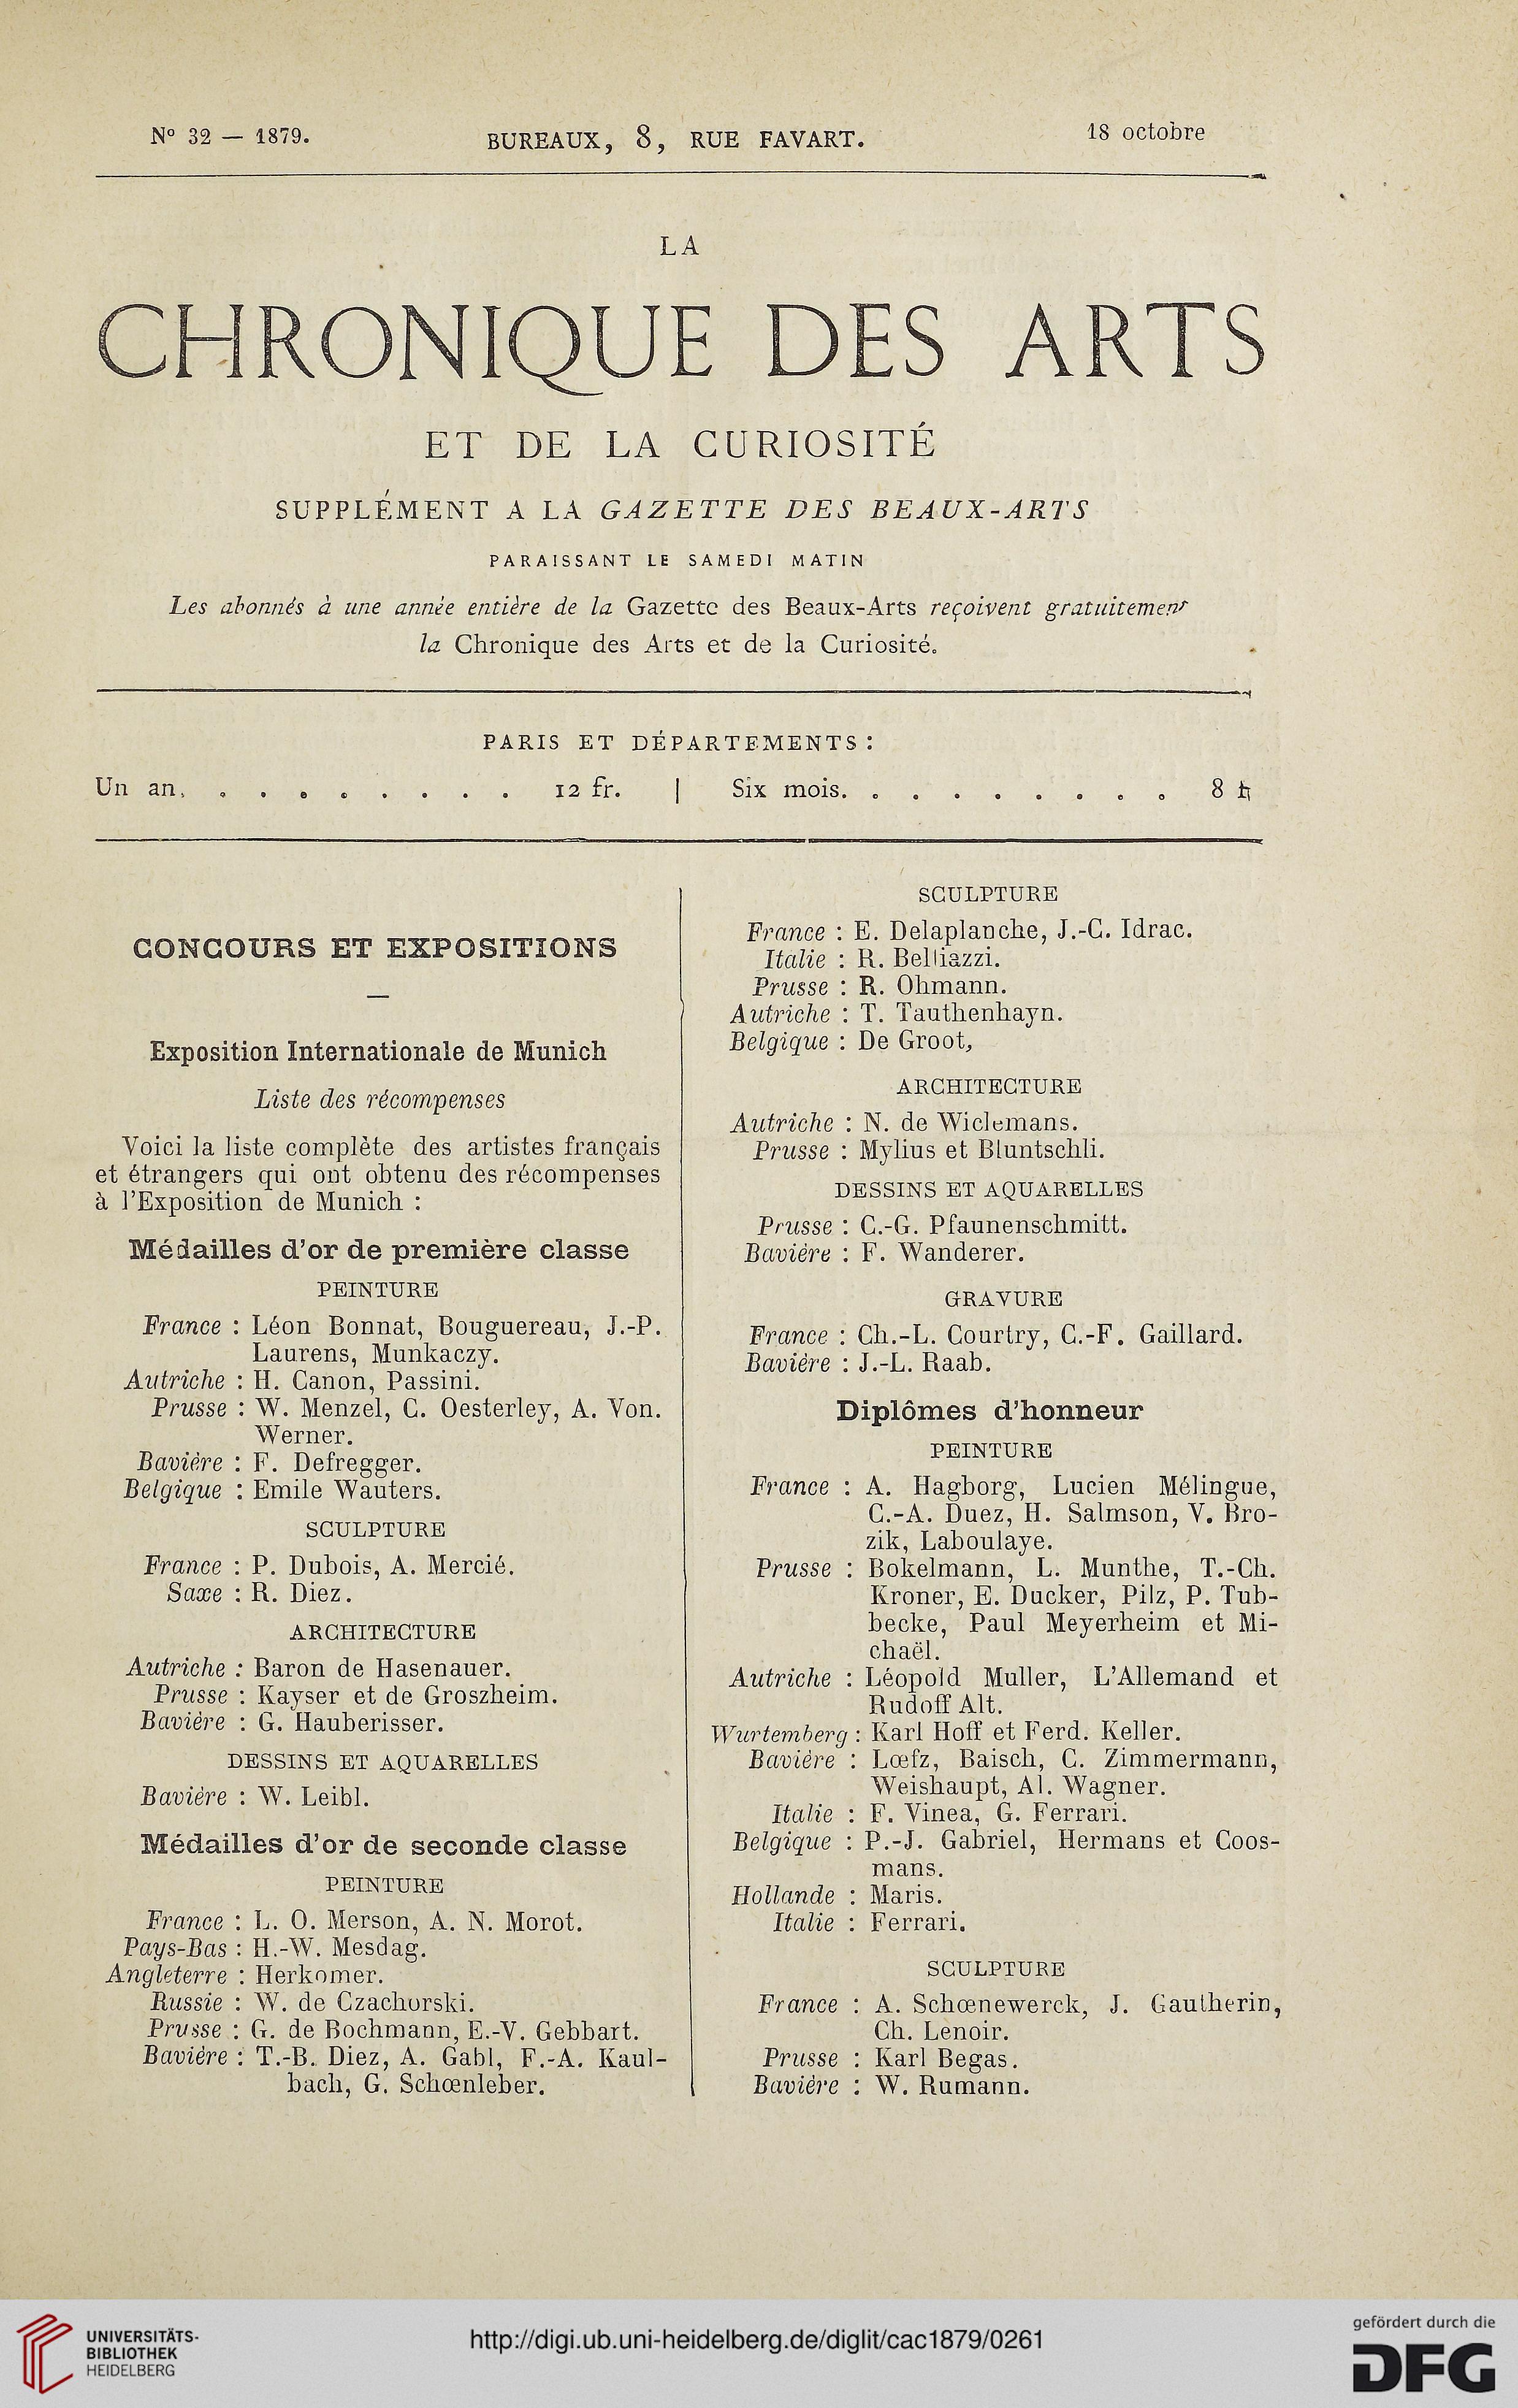 N° 32 — 1879.
BUREAUX, 8, RUE FAVART.
18 octobre
LA
CHRONIQUE DES ARTS
ET DE LA CURIOSITÉ
SUPPLÉMENT A LA GAZETTE DES BEAUX-ARTS
PARAISSANT LE SAMEDI MATIN
Les abonnés à une année entière de la Gazette des Beaux-Arts reçoivent gratuitement
la Chronique des Arts et de la Curiosité.
PARIS ET DÉPARTEMENTS :
Un an. . . . . . . . . 12 fr. | Six mois. . . . . . . . . 8 fr
CONCOURS ET EXPOSITIONS
—
Exposition Internationale de Munich
Liste des récompenses
Voici la liste complète des artistes français
et étrangers qui ont obtenu des récompenses
à l'Exposition de Munich :
Médailles d'or de première classe
PEINTURE
France : Léon Bonnat, Bouguereau, J.-P.
Laurens, Munkaczy.
Autriche : H. Canon, Passini.
Prusse : W. Menzel, C. Oesterley, A. Von.
Werner.
Bavière : F. Defregger.
Belgique : Emile Wauters.
SCULPTURE
France : P. Dubois, A. Mercié.
Saxe : R. Diez.
ARCHITECTURE
Autriche : Baron de Hasenauer.
Prusse : Kayser et de Groszheim.
Bavière : G. Hauberisser.
DESSINS ET AQUARELLES
Bavière : W. Leibl.
Médailles d'or de seconde classe
PEINTURE
France : L. O. Merson, A. N. Morot.
Pays-Bas : H.-W. Mesdag.
Angleterre : Herkomer.
Russie : W. de Czachorski.
Prusse : G. de Bochmann, E.-V. Gebbart.
Bavière : T.-B. Diez, A. Gabl, F.-A. Kaul-
bach, G. Schœnleber.
SCULPTURE
France : E. Delaplanche, J.-C. Idrac.
Italie : R. Belliazzi.
Prusse : R. Ohmann.
Autriche : T. Tauthenhayn.
Belgique : De Groot,
ARCHITECTURE
Autriche : N. de Wiclemans.
Prusse : Mylius et Bluntschli.
DESSINS ET AQUARELLES
Prusse : C.-G. Pfaunenschmitt.
Bavière : F. Wanderer.
GRAVURE
France : Ch.-L. Courtry, C.-F. Gaillard.
Bavière : J.-L. Raab.
Diplômes d'honneur
PEINTURE
France : A. Hagborg, Lucien Mélingue,
C.-A. Duez, H. Salmson, V. Bro-
zik, Laboulaye.
Prusse : Bokelmann, L. Munthe, T.-Ch.
Kroner, E. Ducker, Pilz, P. Tub-
becke, Paul Meyerheim et Mi-
chaël.
Autriche : Léopold Muller, L'Allemand et
Rudoff Alt.
Wurtemberg : Karl Hoff et Ferd. Keller.
Bavière : Lœfz, Baisch, C. Zimmermann,
Weishaupt, Al. Wagner.
Italie : F. Vinea, G. Ferrari.
Belgique : P.-J. Gabriel, Hermans et Coos-
mans.
Hollande : Maris.
Italie : Ferrari.
SCULPTURE
France : A. Schœnewerck, J. Gautherin,
Ch. Lenoir.
Prusse : Karl Begas.
Bavière : W. Rumann.
UNIVERSITÄTS-
BIBLIOTHEK
HEIDELBERG
http://digi.ub.uni-heidelberg.de/diglit/cac1879/0261
gefördert durch die
DFG